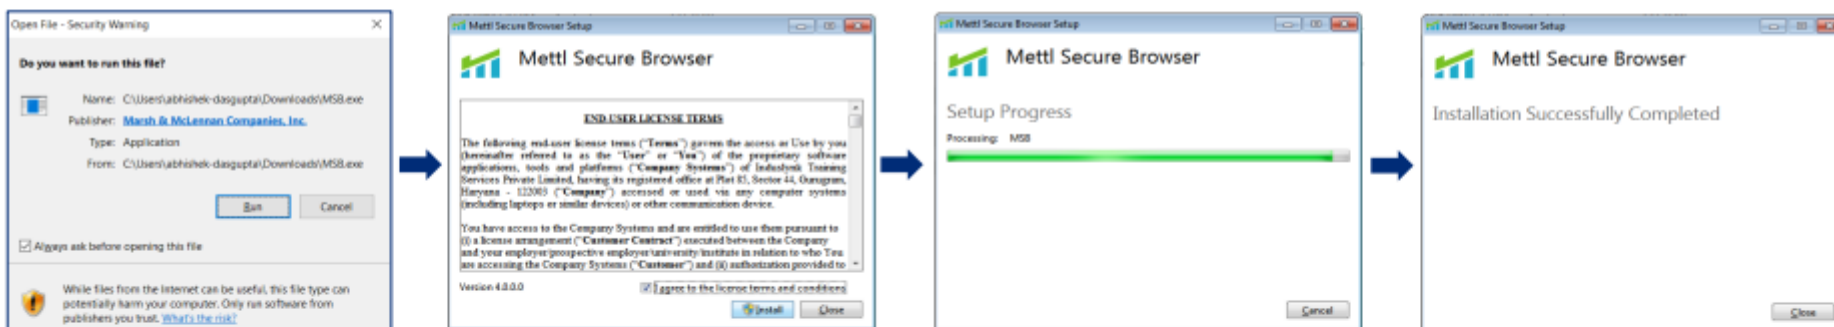 Open File - Security Warning
Do you want to run this file?
Name: C:\Users\abhishek-dasgupta\Downloads\MSB.exe
Publisher: Marsh & McLennan Companies, Inc.
Type: Application
From: C:\Users\abhishek-dasgupta\Downloads\MSB.exe
Run Cancel
Always ask before opening this file
While files from the Internet can be useful, this file type can
potentially harm your computer. Only run software from
publishers you trust. What's the risk?
Mettl Secure Browser Setup
Mettl Secure Browser
END-USER LICENSE TERMS
The following end-user license terms ("Terms") govern the access or Use by you
(hereinafter referred to as the "User" or "You") of the proprietary software
applications, tools and platforms ("Company Systems") of Induslynk Training
Services Private Limited, having its registered office at Plot 85, Sector 44, Gurugram,
Haryana - 122003 ("Company") accessed or used via any computer systems
(including laptops or similar devices) or other communication device.
You have access to the Company Systems and are entitled to use them pursuant to
(i) a license arrangement ("Customer Contract") executed between the Company
and your employer/prospective employer/university/institute in relation to who You
are accessing the Company Systems ("Customer") and (ii) authorization provided to
Version 4.0.0.0
I agree to the license terms and conditions
Install Close
Mettl Secure Browser Setup
Mettl Secure Browser
Setup Progress
Processing: MSB
Cancel
Mettl Secure Browser Setup
Mettl Secure Browser
Installation Successfully Completed
Close